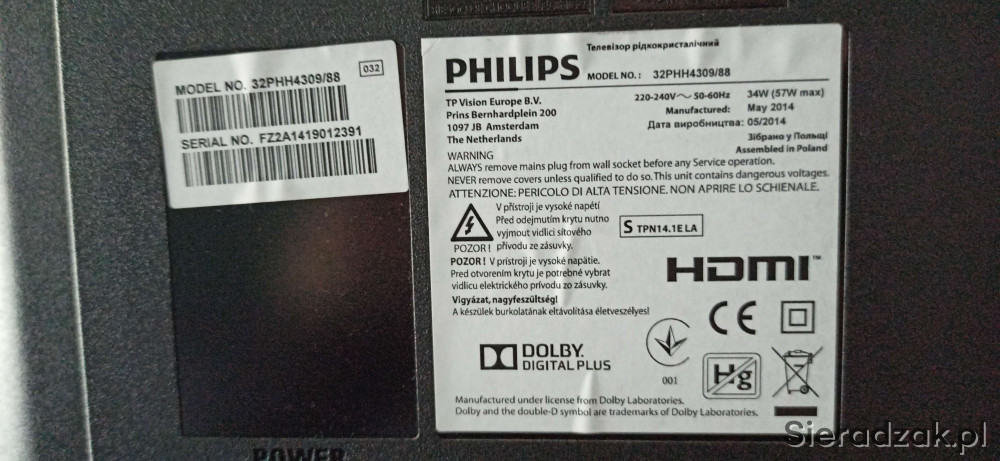 032
MODEL NO. 32PHH4309/88
SERIAL NO. FZ2A1419012391
Телевізор рідкокристалічний
PHILIPS MODEL NO.: 32PHH4309/88
TP Vision Europe B.V.
Prins Bernhardplein 200
1097 JB Amsterdam
The Netherlands
220-240V~ 50-60Hz 34W (57W max)
Manufactured: May 2014
Дата виробництва: 05/2014
Зібрано у Польщі
Assembled in Poland
WARNING
ALWAYS remove mains plug from wall socket before any Service operation.
NEVER remove covers unless qualified to do so. This unit contains dangerous voltages.
ATTENZIONE: PERICOLO DI ALTA TENSIONE. NON APRIRE LO SCHIENALE.
V přístroji je vysoké napětí
Před odejmutím krytu nutno
vyjmout vidlici síťového
POZOR! přívodu ze zásuvky.
S TPN14.1E LA
POZOR! V prístroji je vysoké napätie.
Pred otvorením krytu je potrebné vybrat
vidlicu elektrického prívodu zo zásuvky.
Vigyázat, nagyfeszültség!
A készülek burkolatának eltávolítása életveszélyes!
HDMI™
CE
DOLBY
DIGITAL PLUS
001
Hg
Manufactured under license from Dolby Laboratories.
Dolby and the double-D symbol are trademarks of Dolby Laboratories.
POWER
Sieradzak.pl